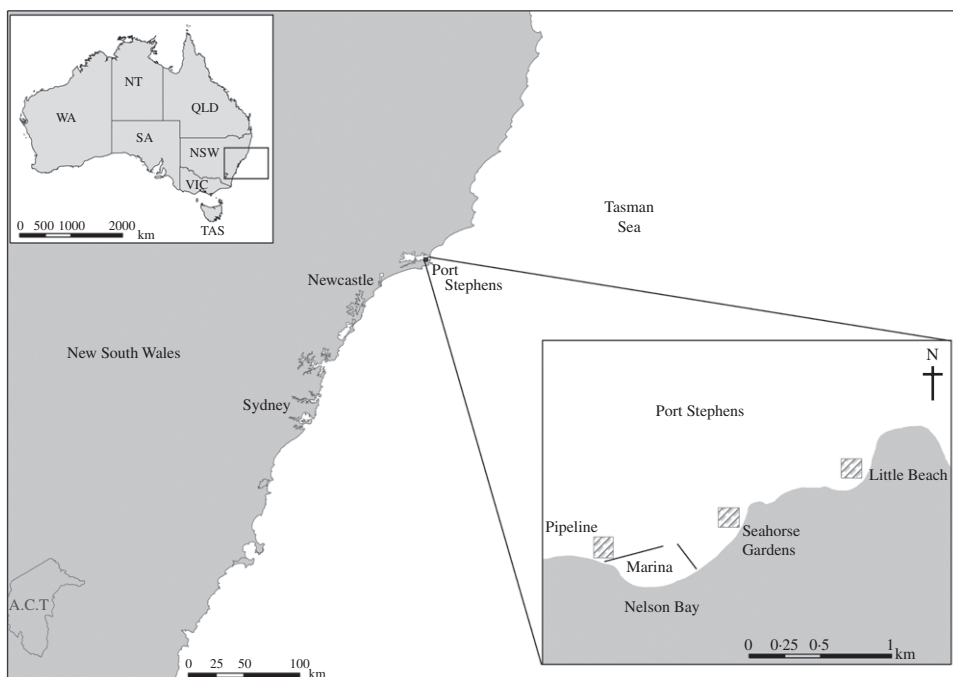 NT
QLD
WA
SA
NSW
VIC
TAS
0 500 1000 2000
km
Tasman
Sea
Port
Stephens
Newcastle
New South Wales
Sydney
A.C.T
0 25 50 100
km
N
Port Stephens
Little Beach
Pipeline
Seahorse
Gardens
Marina
Nelson Bay
0 0·25 0·5 1
km